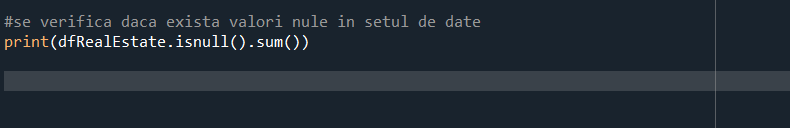 #se verifica daca exista valori nule in setul de date
print(dfRealEstate.isnull().sum())